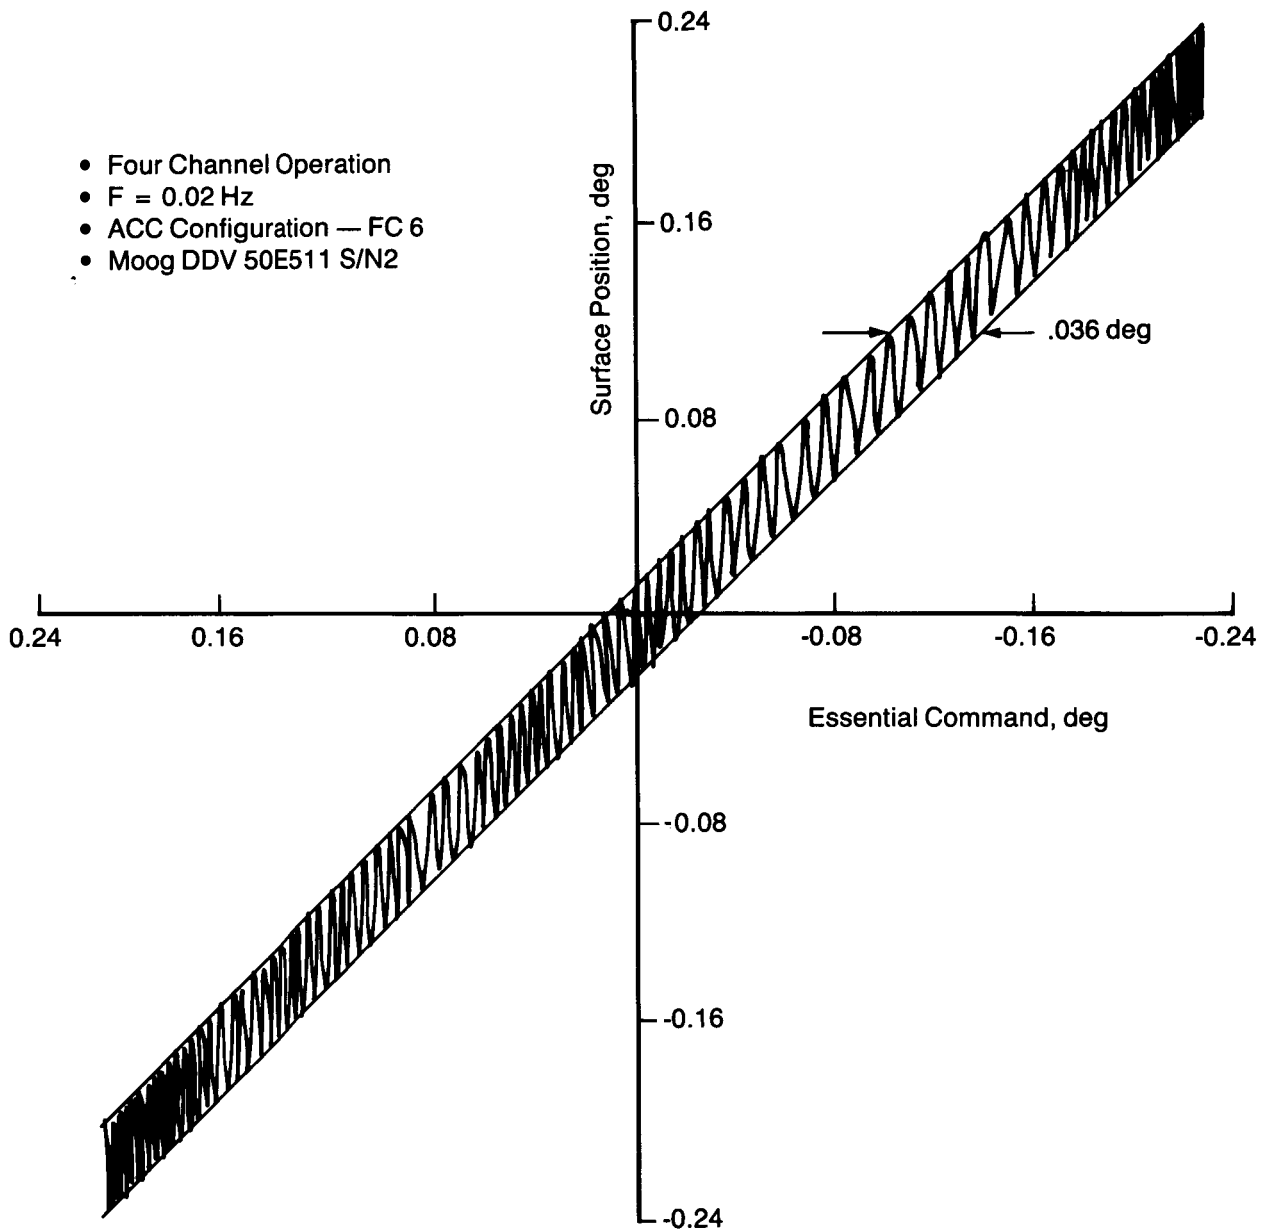 0.24
• Four Channel Operation
• F = 0.02 Hz
• ACC Configuration — FC 6
• Moog DDV 50E511 S/N2
Surface Position, deg
0.16
.036 deg
0.08
0.24 0.16 0.08 -0.08 -0.16 -0.24
Essential Command, deg
-0.08
-0.16
-0.24